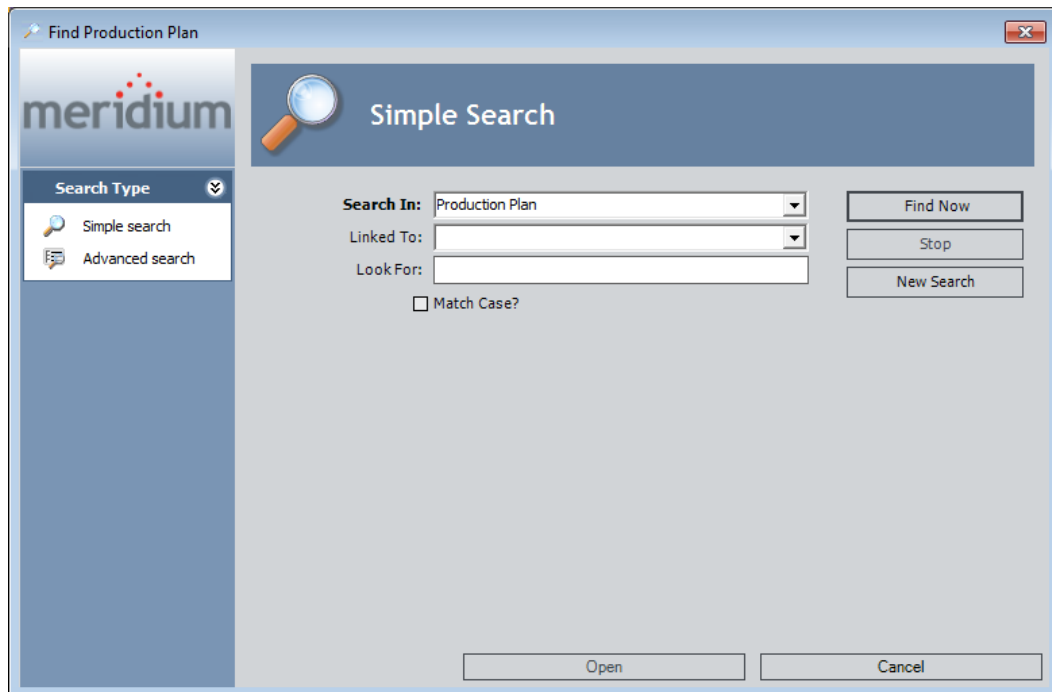 Find Production Plan
meridium
Simple Search
Search Type
Simple search
Advanced search
Search In: Production Plan
Linked To:
Look For:
Match Case?
Find Now
Stop
New Search
Open Cancel